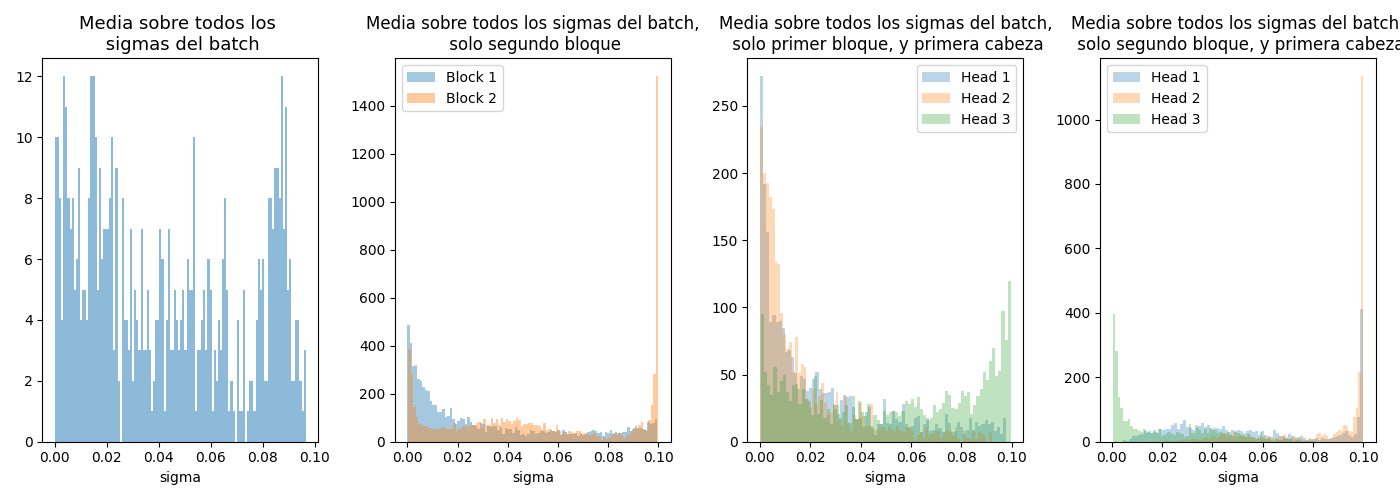 Media sobre todos los
sigmas del batch
12
10
8
6
4
2
0
0.00 0.02 0.04 0.06 0.08 0.10
sigma
Media sobre todos los sigmas del batch,
solo segundo bloque
Block 1
Block 2
1400
1200
1000
800
600
400
200
0
0.00 0.02 0.04 0.06 0.08 0.10
sigma
Media sobre todos los sigmas del batch,
solo primer bloque, y primera cabeza
Head 1
Head 2
Head 3
250
200
150
100
50
0
0.00 0.02 0.04 0.06 0.08 0.10
sigma
Media sobre todos los sigmas del batch
solo segundo bloque, y primera cabeza
Head 1
Head 2
Head 3
1000
800
600
400
200
0
0.00 0.02 0.04 0.06 0.08 0.10
sigma